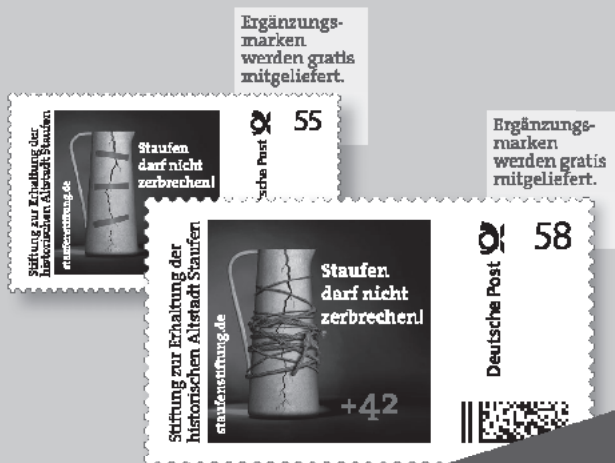 Ergänzungs-
marken
werden gratis
mitgeliefert.
Ergänzungs-
marken
werden gratis
mitgeliefert.
Stiftung zur Erhaltung der
historischen Altstadt Staufen
staufenstiftung.de
Staufen
darf nicht
zerbrechen!
55
sche Post
Stiftung zur Erhaltung der
historischen Altstadt Staufen
staufenstiftung.de
Staufen
darf nicht
zerbrechen!
+42
Deutsche Post
58